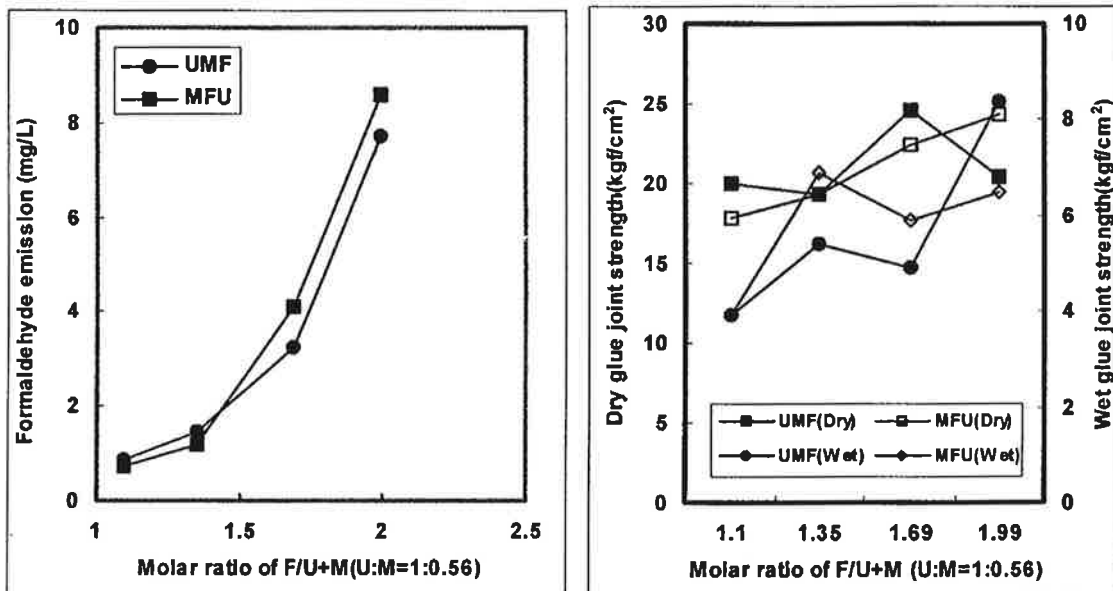 10
8
6
4
2
0
Formaldehyde emission (mg/L)
UMF
MFU
1
1.5
2
2.5
Molar ratio of F/U+M(U:M=1:0.56)
30
25
20
15
10
5
0
Dry glue joint strength(kgf/cm²)
10
8
6
4
2
0
Wet glue joint strength(kgf/cm²)
UMF(Dry) MFU(Dry)
UMF(Wet) MFU(Wet)
1.1 1.35 1.69 1.99
Molar ratio of F/U+M (U:M=1:0.56)